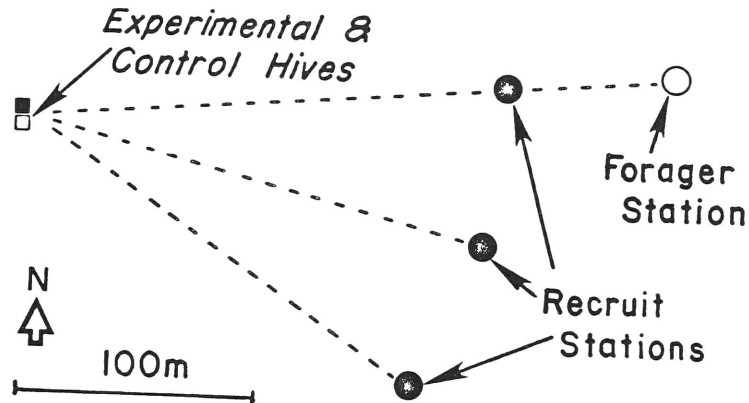 Experimental &
Control Hives
Forager
Station
N
Recruit
Stations
100m